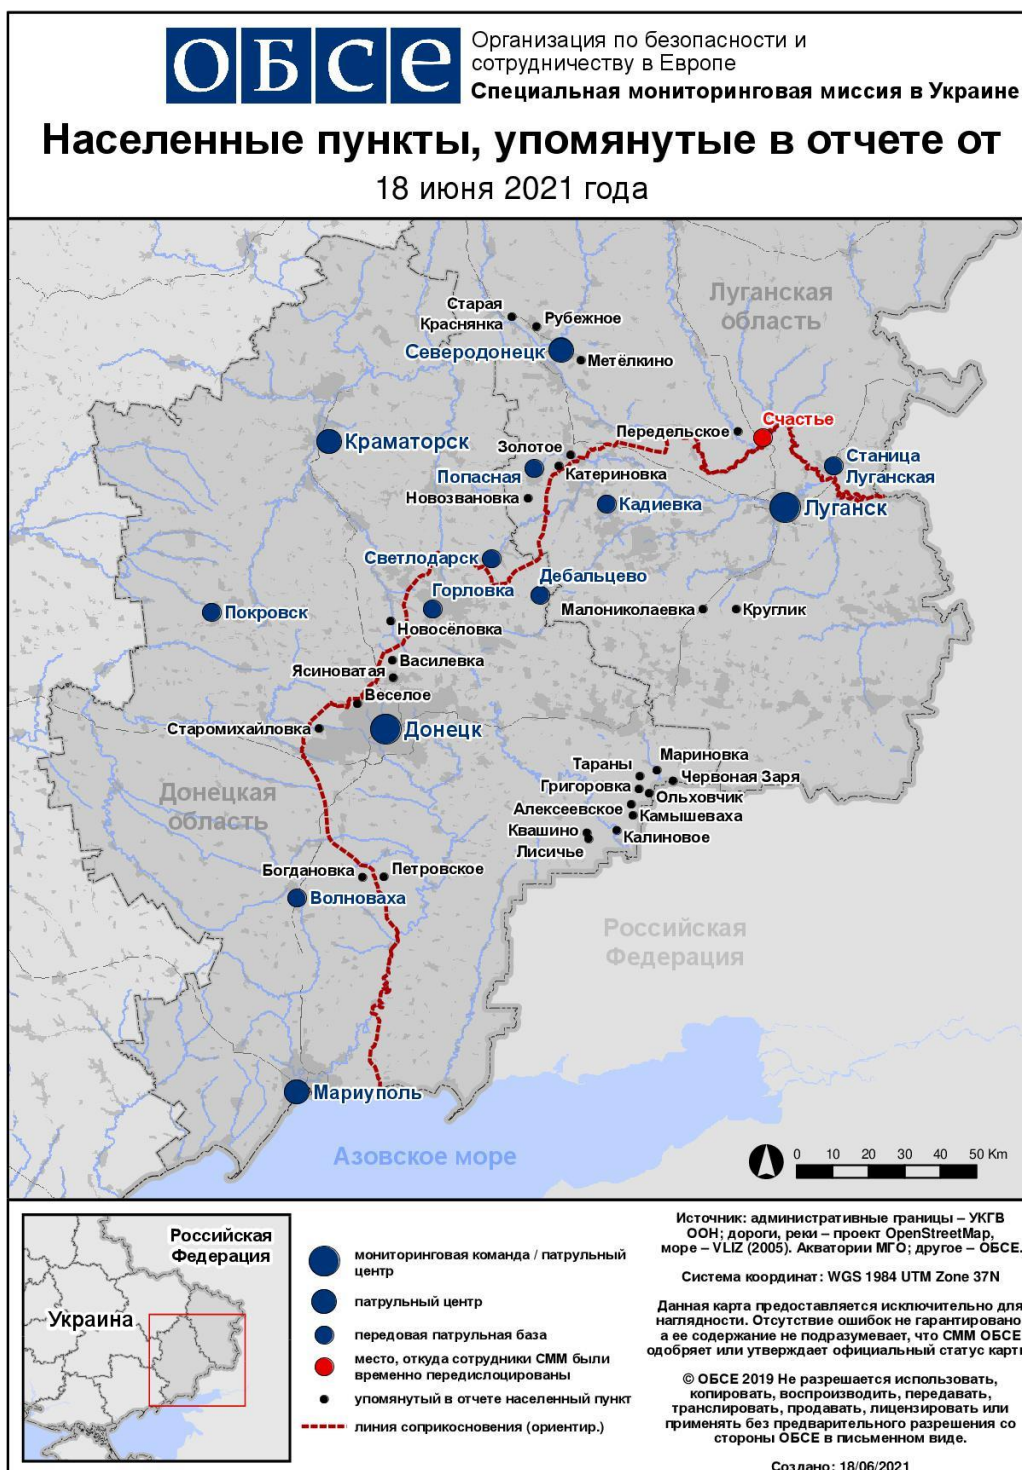 ОБСЕ
Организация по безопасности и
сотрудничеству в Европе
Специальная мониторинговая миссия в Украине
Населенные пункты, упомянутые в отчете от
18 июня 2021 года
Луганская
область
Старая
Краснянка
Рубежное
Северодонецк
Метёлкино
Счастье
Передельское
Краматорск
Золотое
Станица
Луганская
Попасная
Катериновка
Новозвановка
Кадиевка
Луганск
Светлодарск
Дебальцево
Горловка
Покровск
Малониколаевка
Круглик
Новосёловка
Василевка
Ясиноватая
Веселое
Старомихайловка
Донецк
Мариновка
Тараны
Червоная Заря
Григоровка
Ольховчик
Донецкая
область
Алексеевское
Камышеваха
Квашино
Калиновое
Лисичье
Богдановка
Петровское
Волноваха
Российская
Федерация
Мариуполь
Азовское море
0 10 20 30 40 50 Km
Российская
Федерация
Украина
мониторинговая команда / патрульный
центр
патрульный центр
передовая патрульная база
место, откуда сотрудники СММ были
временно передислоцированы
упомянутый в отчете населенный пункт
линия соприкосновения (ориентир.)
Источник: административные границы – УКГВ
ООН; дороги, реки – проект OpenStreetMap,
море – VLIZ (2005). Акватории МГО; другое – ОБСЕ.
Система координат: WGS 1984 UTM Zone 37N
Данная карта предоставляется исключительно для
наглядности. Отсутствие ошибок не гарантировано,
а ее содержание не подразумевает, что СММ ОБСЕ
одобряет или утверждает официальный статус карт
© ОБСЕ 2019 Не разрешается использовать,
копировать, воспроизводить, передавать,
транслировать, продавать, лицензировать или
применять без предварительного разрешения со
стороны ОБСЕ в письменном виде.
Создано: 18/06/2021